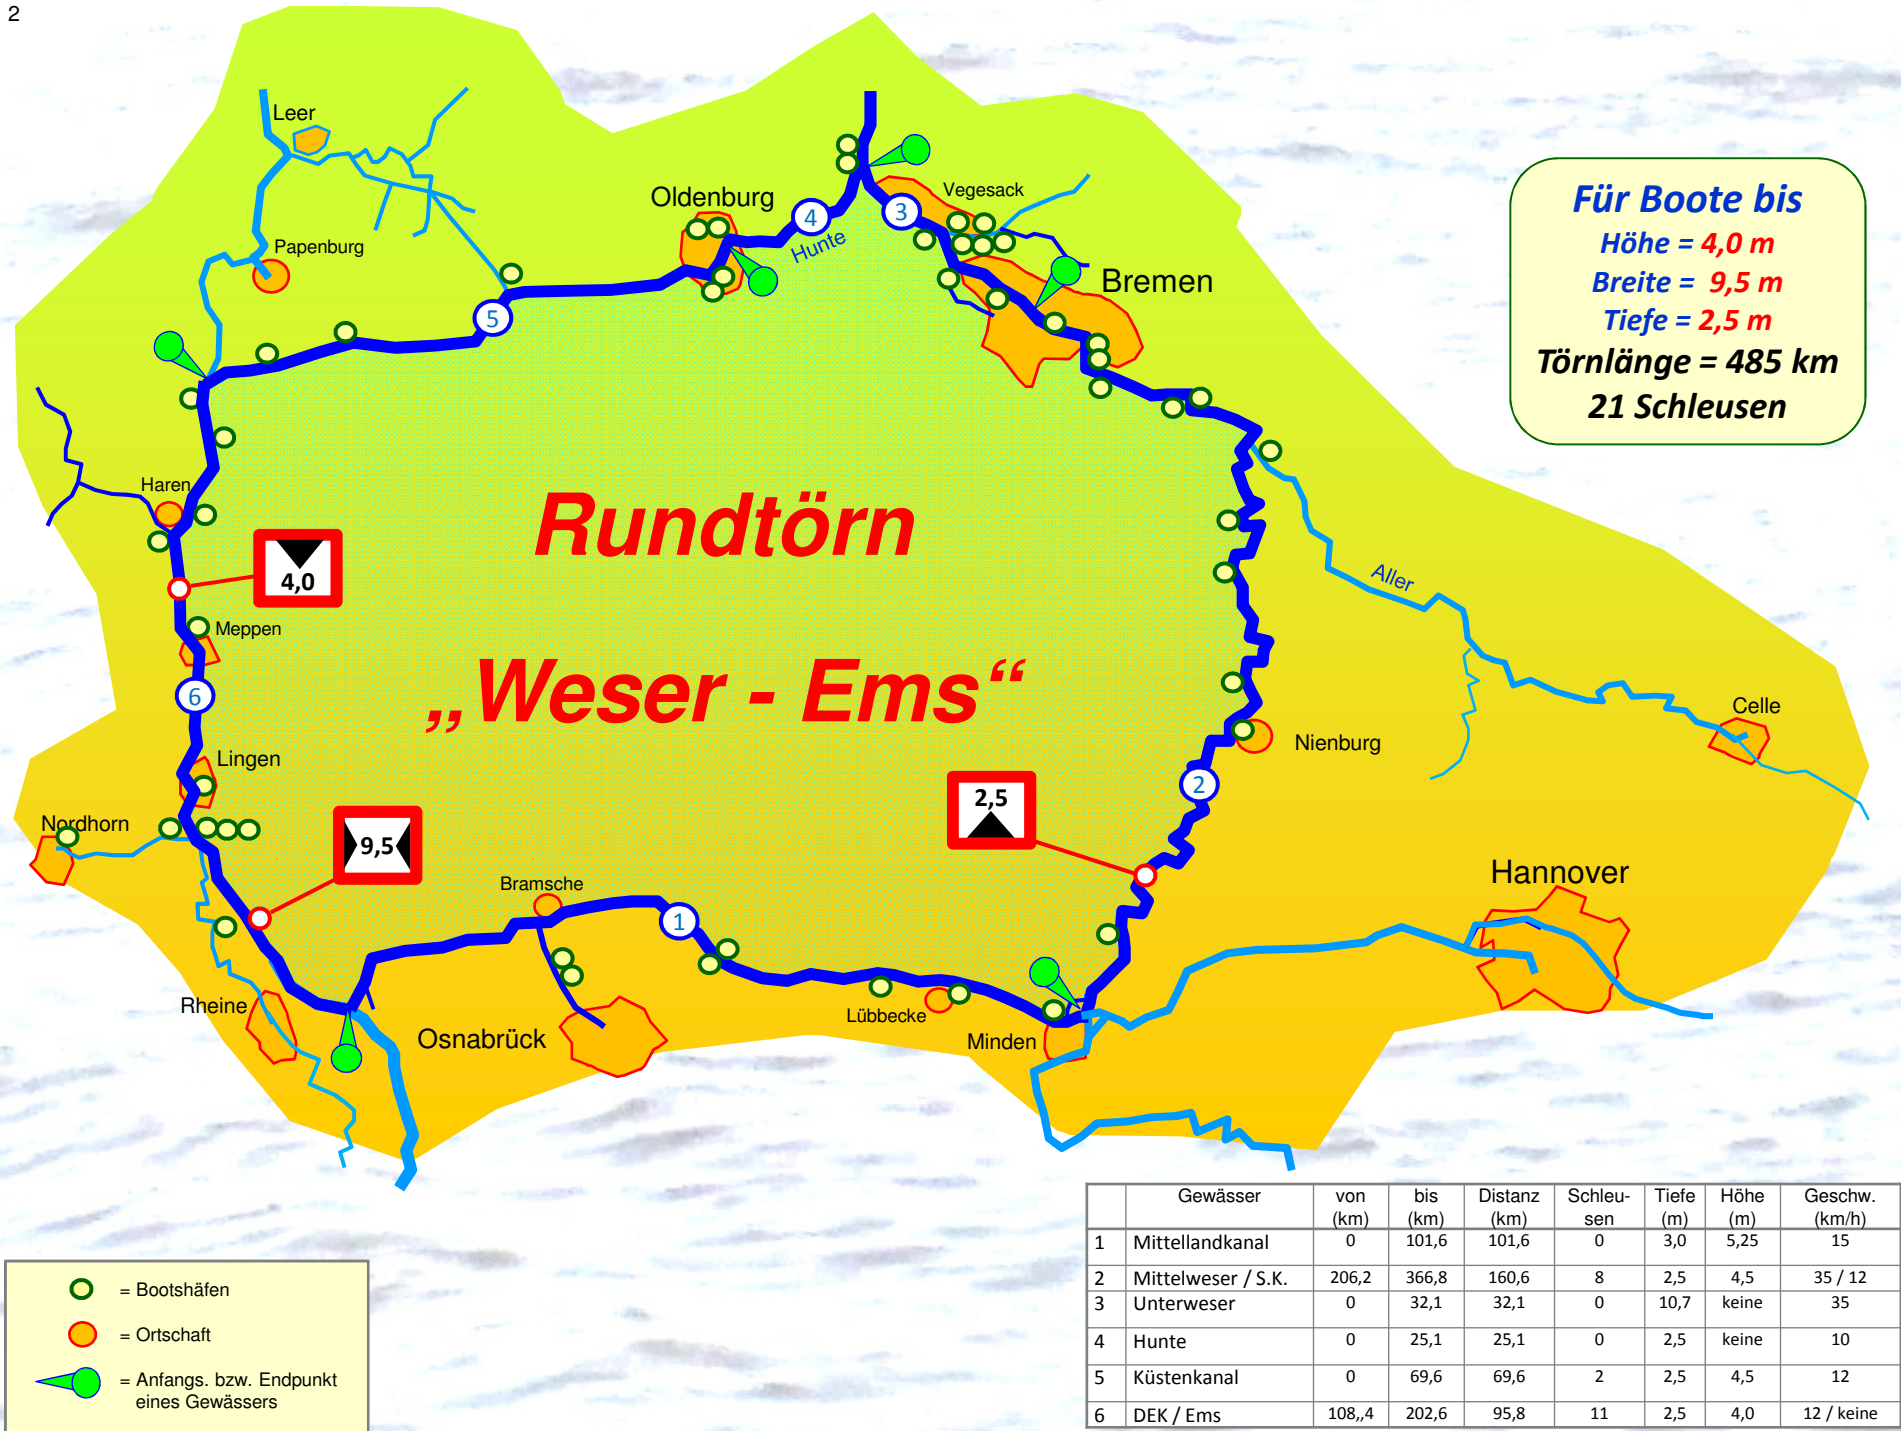 2
Leer
Papenburg
Oldenburg
4
Hunte
3
Vegesack
Bremen
5
Für Boote bis
Höhe = 4,0 m
Breite = 9,5 m
Tiefe = 2,5 m
Törnlänge = 485 km
21 Schleusen
Haren
4,0
Rundtörn
„Weser - Ems“
Aller
Meppen
6
Lingen
Nordhorn
9,5
2,5
2
Nienburg
Celle
Hannover
Bramsche
1
Rheine
Osnabrück
Lübbecke
Minden
= Bootshäfen
= Ortschaft
= Anfangs. bzw. Endpunkt
eines Gewässers
Gewässer von (km) bis (km) Distanz (km) Schleu-sen Tiefe (m) Höhe (m) Geschw. (km/h)
1 Mittellandkanal 0 101,6 101,6 0 3,0 5,25 15
2 Mittelweser / S.K. 206,2 366,8 160,6 8 2,5 4,5 35 / 12
3 Unterweser 0 32,1 32,1 0 10,7 keine 35
4 Hunte 0 25,1 25,1 0 2,5 keine 10
5 Küstenkanal 0 69,6 69,6 2 2,5 4,5 12
6 DEK / Ems 108,,4 202,6 95,8 11 2,5 4,0 12 / keine